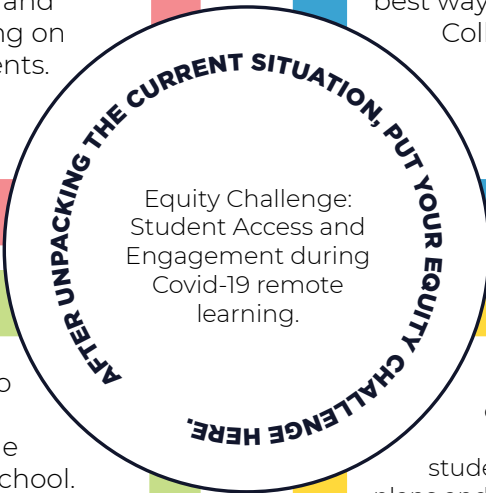 and
ng on
ents.
best way
Coll
AFTER UNPACKING THE CURRENT SITUATION, PUT YOUR EQUITY CHALLENGE HERE.
Equity Challenge:
Student Access and
Engagement during
Covid-19 remote
learning.
o
e
chool.
stude